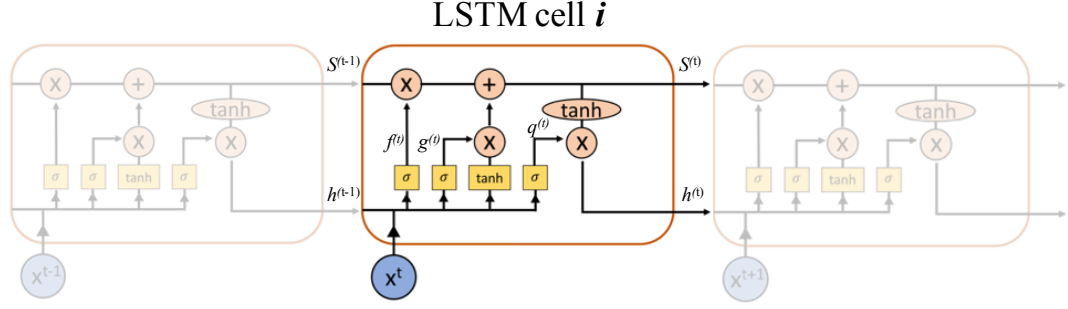 LSTM cell i
S(t-1)
S(t)
X
+
tanh
X
σ
σ
tanh
σ
X
+
tanh
f(t)
g(t)
X
q(t)
X
σ
σ
tanh
σ
h(t-1)
h(t)
X
+
tanh
X
X
σ
σ
tanh
σ
X
xt-1
xt
xt+1